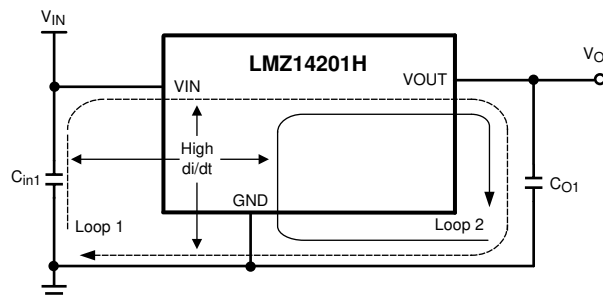 VIN
LMZ14201H
VO
VIN
VOUT
High
di/dt
Cin1
CO1
GND
Loop 1
Loop 2